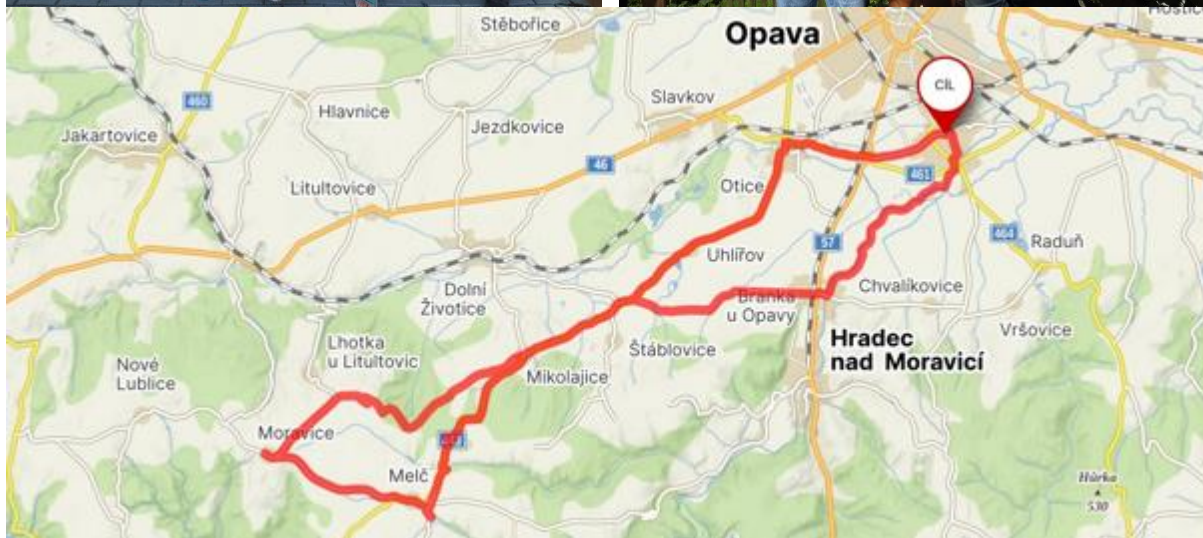 Stěbořice
Opava
CÍL
460
Hlavnice
Slavkov
Jakartovice
Jezdkovice
46
Litultovice
Otice
461
57
464
Raduň
Uhlířov
Dolní
Životice
Branka
u Opavy
Chvalíkovice
Vršovice
Štáblovice
Hradec
nad Moravicí
Lhotka
u Litultovic
Nové
Lublice
Mikolajice
Moravice
Melč
Hůrka
530